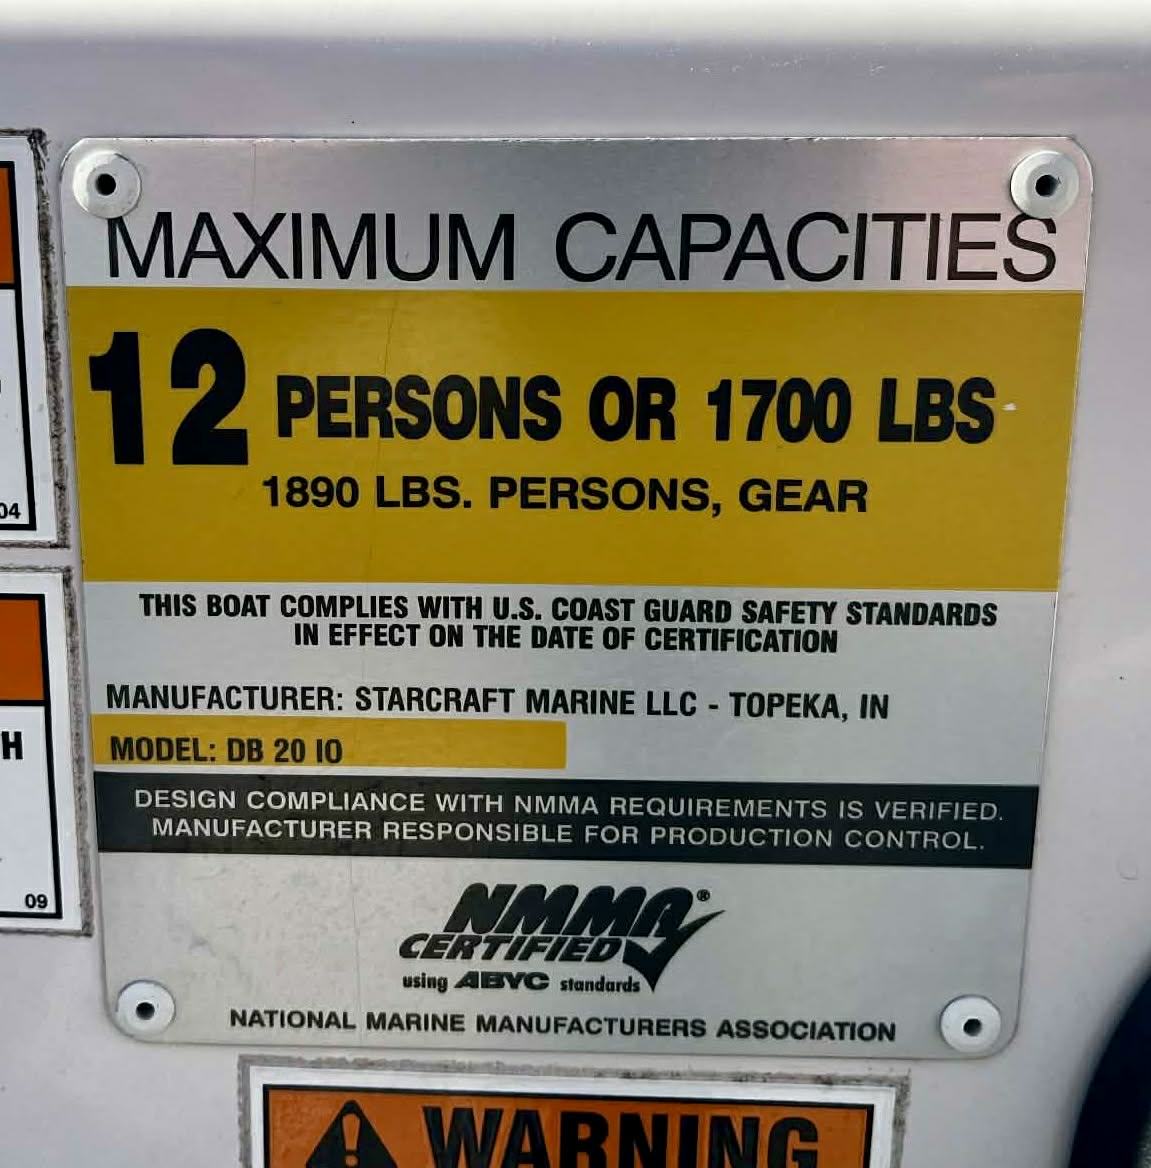 MAXIMUM CAPACITIES
12 PERSONS OR 1700 LBS
1890 LBS. PERSONS, GEAR
THIS BOAT COMPLIES WITH U.S. COAST GUARD SAFETY STANDARDS
IN EFFECT ON THE DATE OF CERTIFICATION
MANUFACTURER: STARCRAFT MARINE LLC - TOPEKA, IN
MODEL: DB 20 IO
DESIGN COMPLIANCE WITH NMMA REQUIREMENTS IS VERIFIED.
MANUFACTURER RESPONSIBLE FOR PRODUCTION CONTROL.
NMMA®
CERTIFIED
using ABYC standards
NATIONAL MARINE MANUFACTURERS ASSOCIATION
04
H
09
WARNING